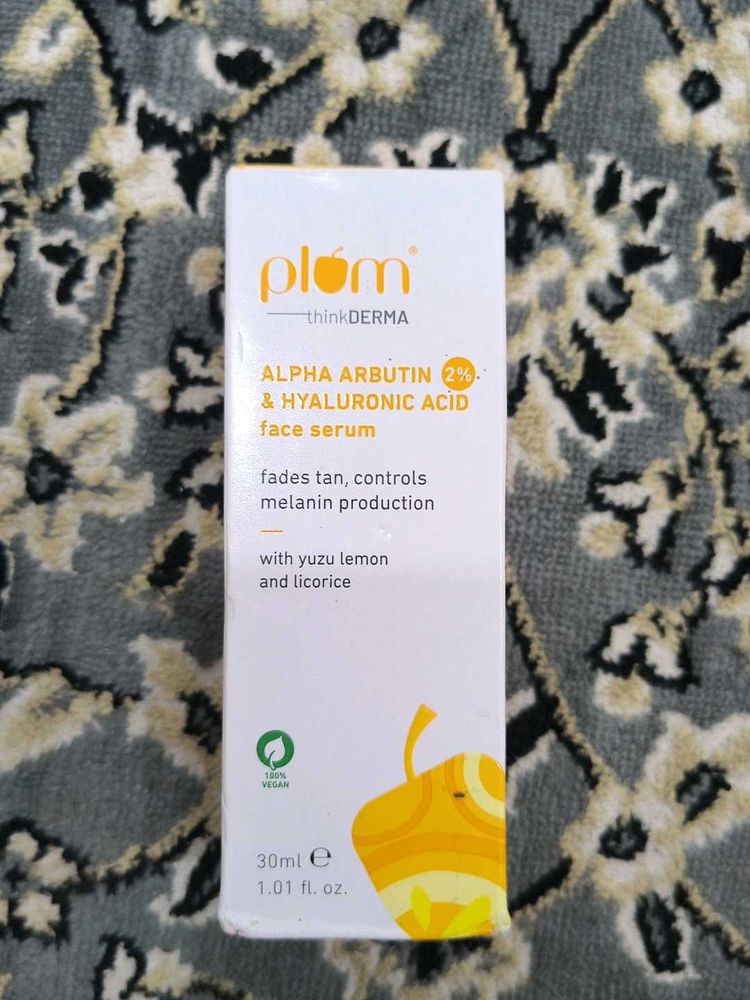 plum®
thinkDERMA
ALPHA ARBUTIN 2%
& HYALURONIC ACID
face serum
fades tan, controls
melanin production
with yuzu lemon
and licorice
100%
VEGAN
30ml ℮
1.01 fl. oz.